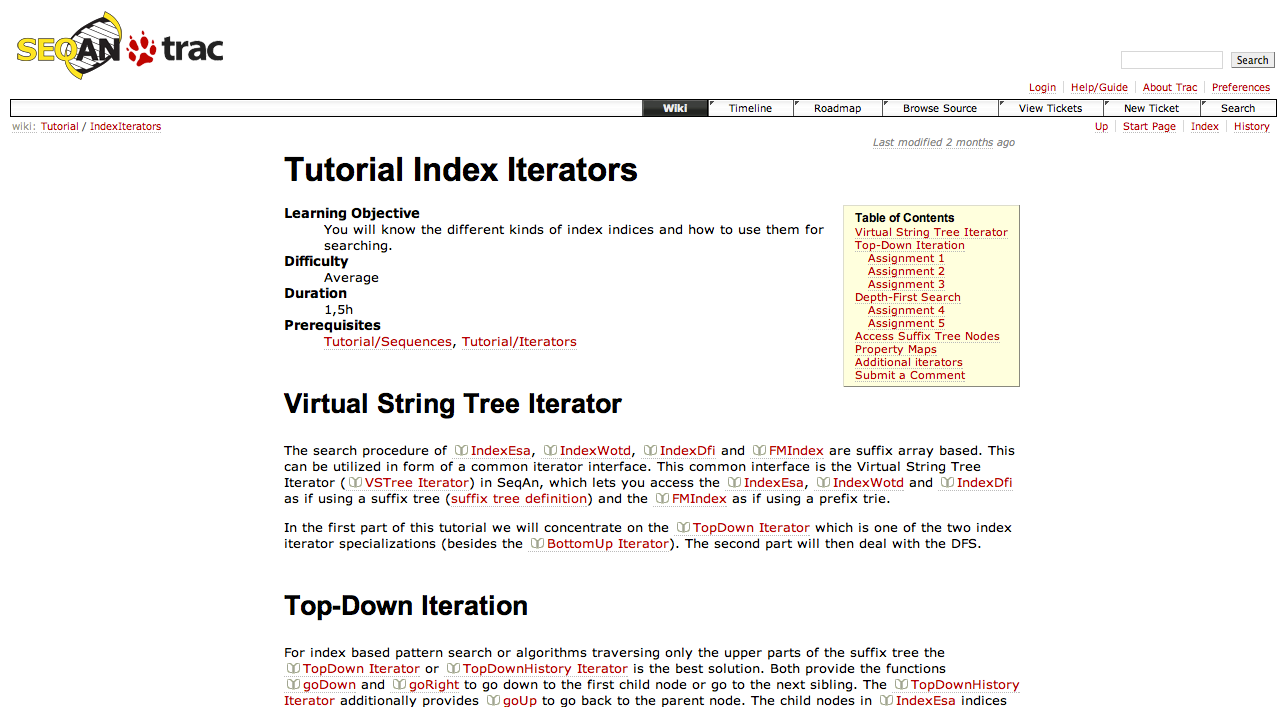 SEQAN trac
Search
Login Help/Guide About Trac Preferences
Wiki Timeline Roadmap Browse Source View Tickets New Ticket Search
wiki: Tutorial / IndexIterators
Up Start Page Index History
Last modified 2 months ago
Tutorial Index Iterators
Learning Objective
You will know the different kinds of index indices and how to use them for
searching.
Difficulty
Average
Duration
1,5h
Prerequisites
Tutorial/Sequences, Tutorial/Iterators
Table of Contents
Virtual String Tree Iterator
Top-Down Iteration
Assignment 1
Assignment 2
Assignment 3
Depth-First Search
Assignment 4
Assignment 5
Access Suffix Tree Nodes
Property Maps
Additional iterators
Submit a Comment
Virtual String Tree Iterator
The search procedure of IndexEsa, IndexWotd, IndexDfi and FMIndex are suffix array based. This
can be utilized in form of a common iterator interface. This common interface is the Virtual String Tree
Iterator (VSTree Iterator) in SeqAn, which lets you access the IndexEsa, IndexWotd and IndexDfi
as if using a suffix tree (suffix tree definition) and the FMIndex as if using a prefix trie.
In the first part of this tutorial we will concentrate on the TopDown Iterator which is one of the two index
iterator specializations (besides the BottomUp Iterator). The second part will then deal with the DFS.
Top-Down Iteration
For index based pattern search or algorithms traversing only the upper parts of the suffix tree the
TopDown Iterator or TopDownHistory Iterator is the best solution. Both provide the functions
goDown and goRight to go down to the first child node or go to the next sibling. The TopDownHistory
Iterator additionally provides goUp to go back to the parent node. The child nodes in IndexEsa indices